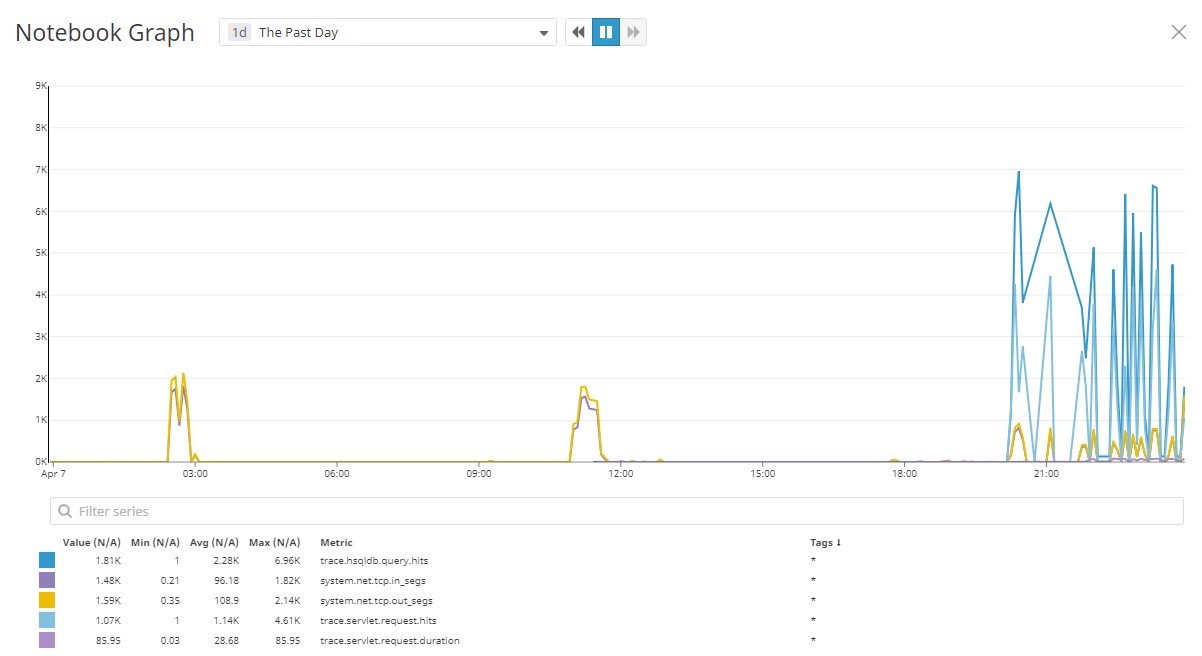 Notebook Graph 1d The Past Day
9K
8K
7K
6K
5K
4K
3K
2K
1K
0K
Apr 7 03:00 06:00 09:00 12:00 15:00 18:00 21:00
Filter series
Value (N/A) Min (N/A) Avg (N/A) Max (N/A) Metric Tags ↓
1.81K 1 2.28K 6.96K trace.hsqldb.query.hits *
1.48K 0.21 96.18 1.82K system.net.tcp.in_segs *
1.59K 0.35 108.9 2.14K system.net.tcp.out_segs *
1.07K 1 1.14K 4.61K trace.servlet.request.hits *
85.95 0.03 28.68 85.95 trace.servlet.request.duration *